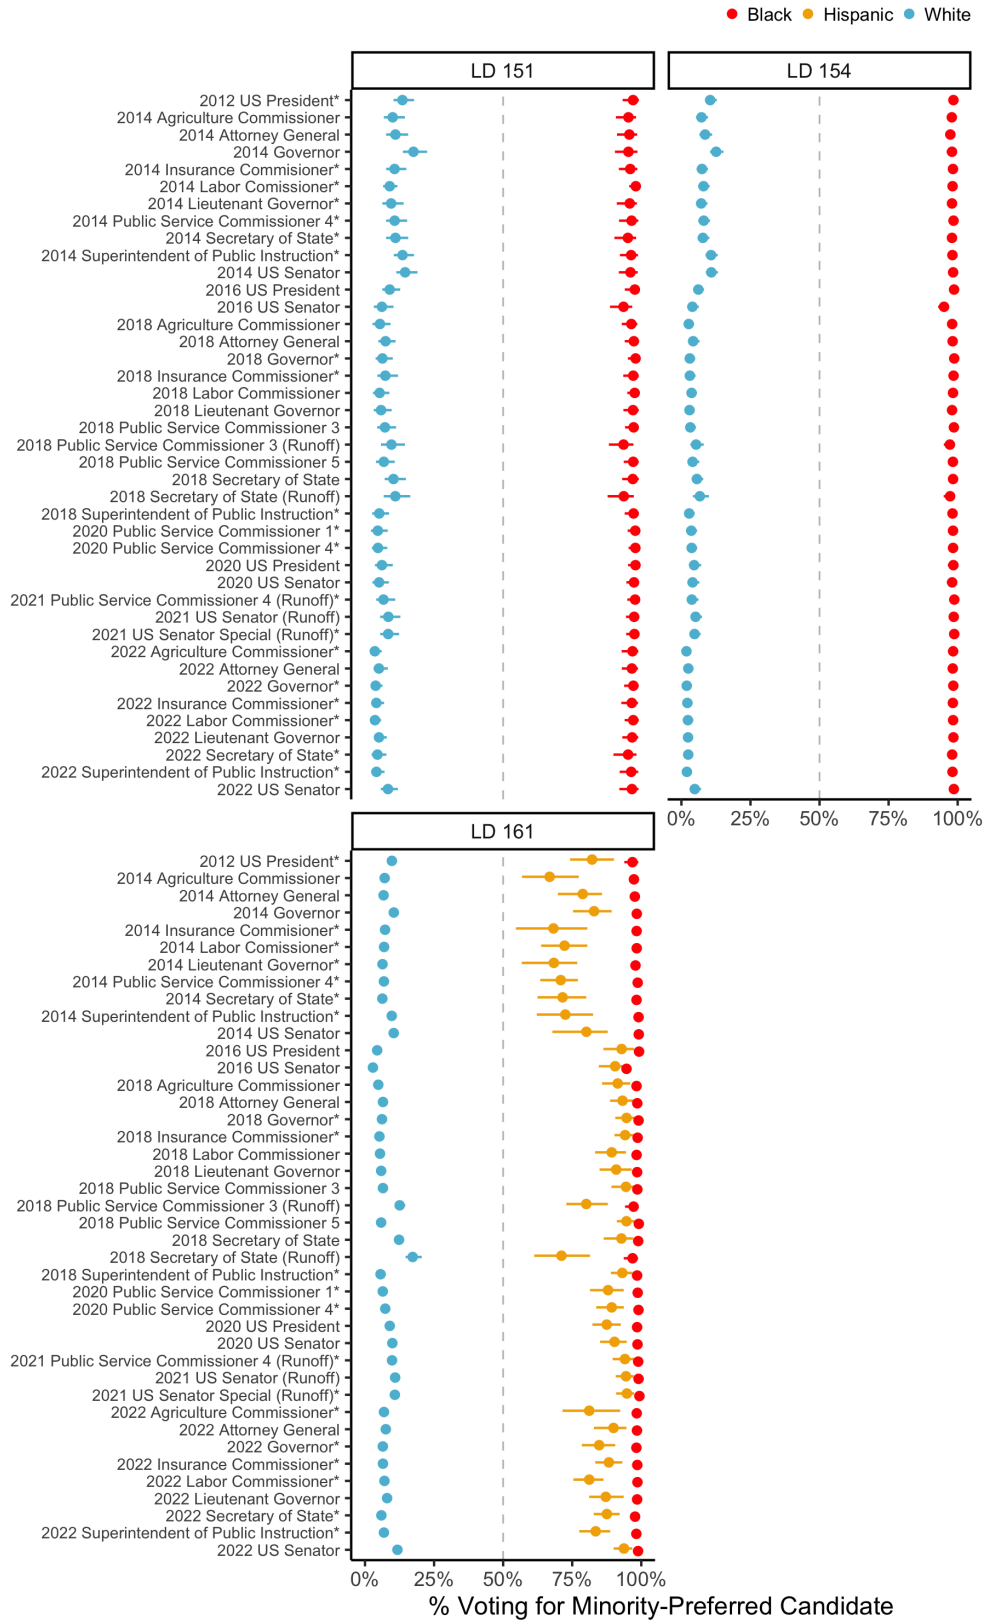 Black Hispanic White
LD 151 LD 154
2012 US President*
2014 Agriculture Commissioner
2014 Attorney General
2014 Governor
2014 Insurance Commisioner*
2014 Labor Comissioner*
2014 Lieutenant Governor*
2014 Public Service Commissioner 4*
2014 Secretary of State*
2014 Superintendent of Public Instruction*
2014 US Senator
2016 US President
2016 US Senator
2018 Agriculture Commissioner
2018 Attorney General
2018 Governor*
2018 Insurance Commissioner*
2018 Labor Commissioner
2018 Lieutenant Governor
2018 Public Service Commissioner 3
2018 Public Service Commissioner 3 (Runoff)
2018 Public Service Commissioner 5
2018 Secretary of State
2018 Secretary of State (Runoff)
2018 Superintendent of Public Instruction*
2020 Public Service Commissioner 1*
2020 Public Service Commissioner 4*
2020 US President
2020 US Senator
2021 Public Service Commissioner 4 (Runoff)*
2021 US Senator (Runoff)
2021 US Senator Special (Runoff)*
2022 Agriculture Commissioner*
2022 Attorney General
2022 Governor*
2022 Insurance Commissioner*
2022 Labor Commissioner*
2022 Lieutenant Governor
2022 Secretary of State*
2022 Superintendent of Public Instruction*
2022 US Senator
0% 25% 50% 75% 100%
LD 161
2012 US President*
2014 Agriculture Commissioner
2014 Attorney General
2014 Governor
2014 Insurance Commisioner*
2014 Labor Comissioner*
2014 Lieutenant Governor*
2014 Public Service Commissioner 4*
2014 Secretary of State*
2014 Superintendent of Public Instruction*
2014 US Senator
2016 US President
2016 US Senator
2018 Agriculture Commissioner
2018 Attorney General
2018 Governor*
2018 Insurance Commissioner*
2018 Labor Commissioner
2018 Lieutenant Governor
2018 Public Service Commissioner 3
2018 Public Service Commissioner 3 (Runoff)
2018 Public Service Commissioner 5
2018 Secretary of State
2018 Secretary of State (Runoff)
2018 Superintendent of Public Instruction*
2020 Public Service Commissioner 1*
2020 Public Service Commissioner 4*
2020 US President
2020 US Senator
2021 Public Service Commissioner 4 (Runoff)*
2021 US Senator (Runoff)
2021 US Senator Special (Runoff)*
2022 Agriculture Commissioner*
2022 Attorney General
2022 Governor*
2022 Insurance Commissioner*
2022 Labor Commissioner*
2022 Lieutenant Governor
2022 Secretary of State*
2022 Superintendent of Public Instruction*
2022 US Senator
0% 25% 50% 75% 100%
% Voting for Minority-Preferred Candidate